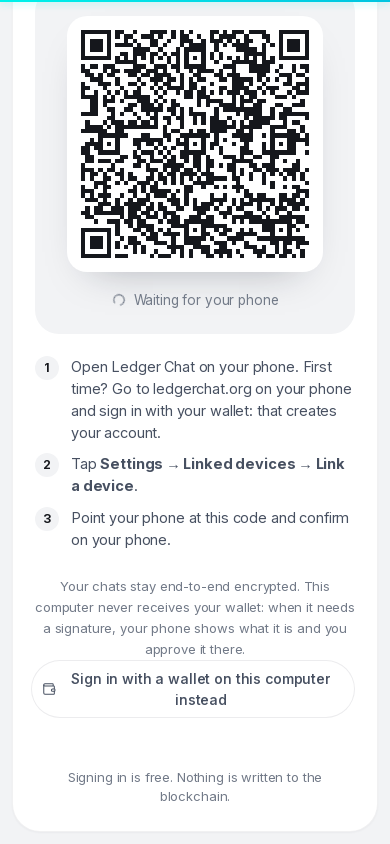 Waiting for your phone
1 Open Ledger Chat on your phone. First
time? Go to ledgerchat.org on your phone
and sign in with your wallet: that creates
your account.
2 Tap Settings → Linked devices → Link
a device.
3 Point your phone at this code and confirm
on your phone.
Your chats stay end-to-end encrypted. This
computer never receives your wallet: when it needs
a signature, your phone shows what it is and you
approve it there.
Sign in with a wallet on this computer
instead
Signing in is free. Nothing is written to the
blockchain.